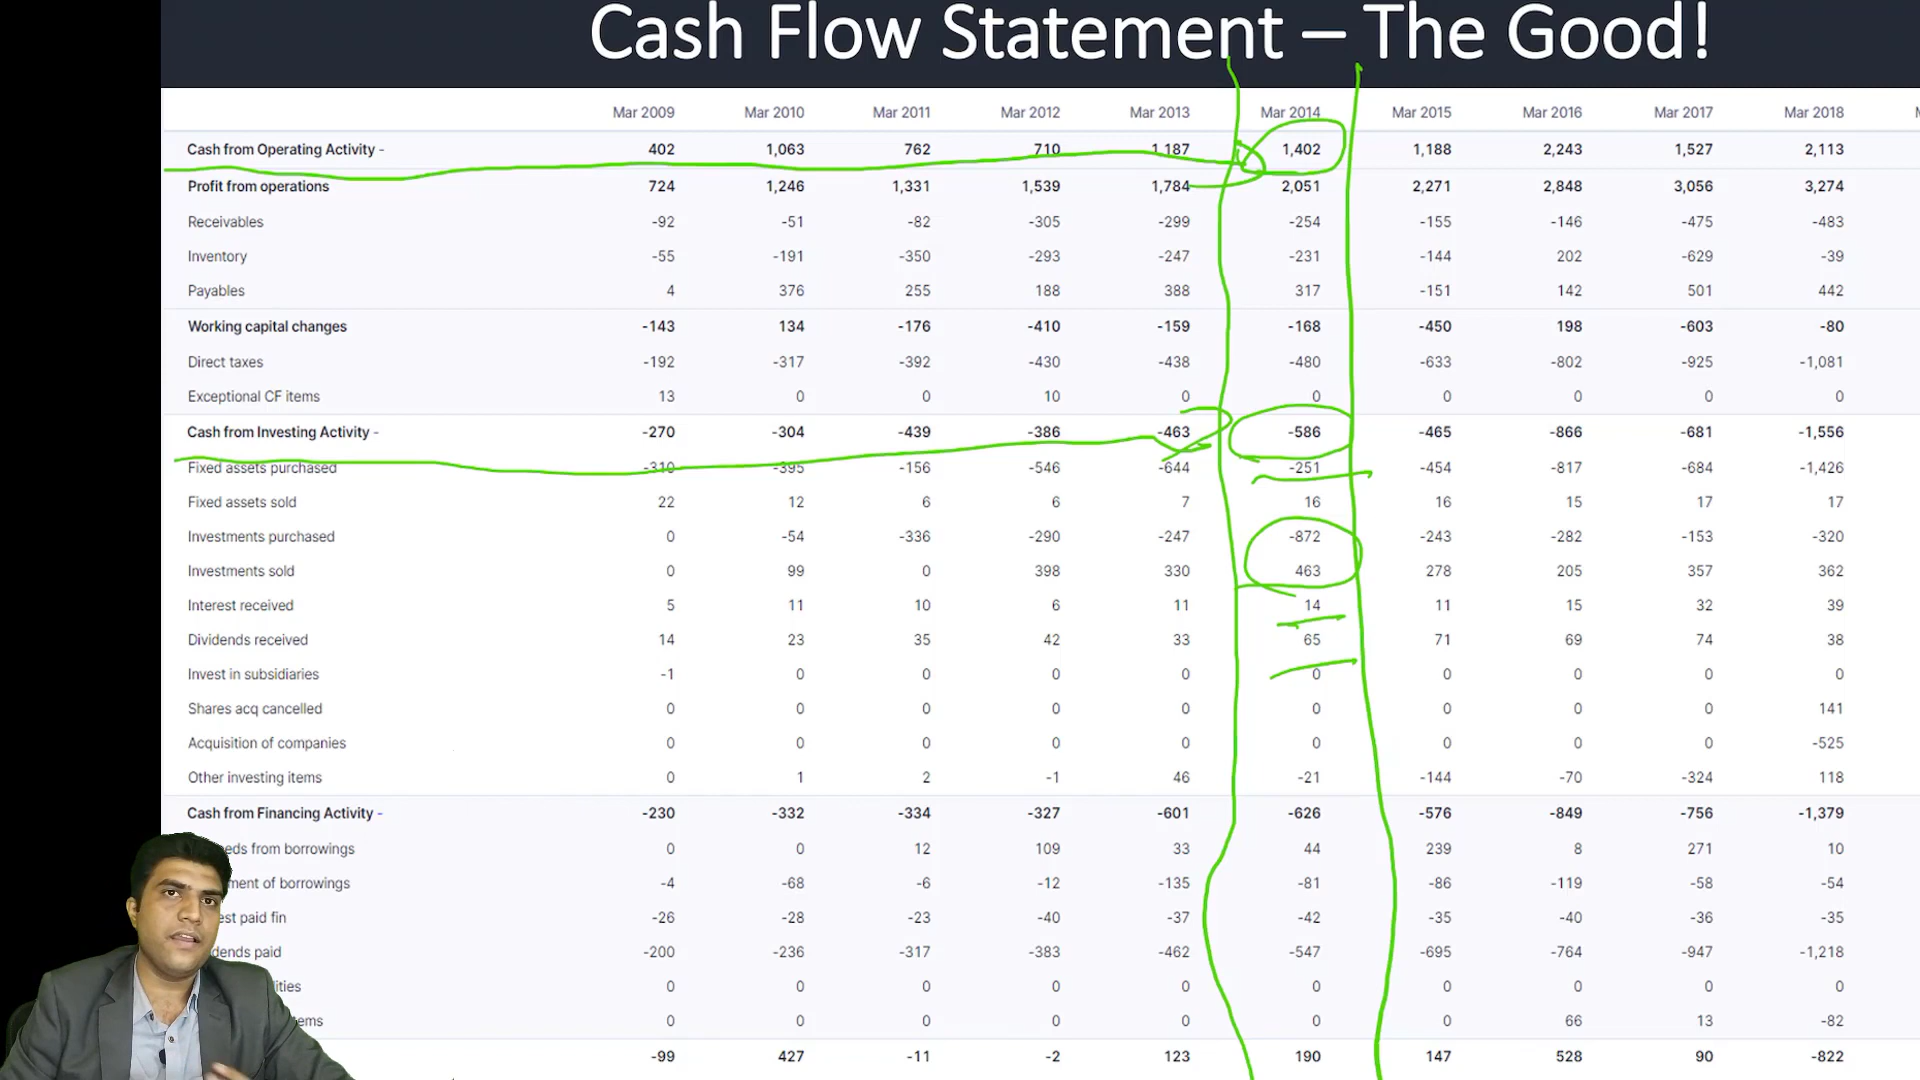 Cash Flow Statement – The Good!
Mar 2009 Mar 2010 Mar 2011 Mar 2012 Mar 2013 Mar 2014 Mar 2015 Mar 2016 Mar 2017 Mar 2018
Cash from Operating Activity - 402 1,063 762 710 1,187 1,402 1,188 2,243 1,527 2,113
Profit from operations 724 1,246 1,331 1,539 1,784 2,051 2,271 2,848 3,056 3,274
Receivables -92 -51 -82 -305 -299 -254 -155 -146 -475 -483
Inventory -55 -191 -350 -293 -247 -231 -144 202 -629 -39
Payables 4 376 255 188 388 317 -151 142 501 442
Working capital changes -143 134 -176 -410 -159 -168 -450 198 -603 -80
Direct taxes -192 -317 -392 -430 -438 -480 -633 -802 -925 -1,081
Exceptional CF items 13 0 0 10 0 0 0 0 0 0
Cash from Investing Activity - -270 -304 -439 -386 -463 -586 -465 -866 -681 -1,556
Fixed assets purchased -310 -395 -156 -546 -644 -251 -454 -817 -684 -1,426
Fixed assets sold 22 12 6 6 7 16 16 15 17 17
Investments purchased 0 -54 -336 -290 -247 -872 -243 -282 -153 -320
Investments sold 0 99 0 398 330 463 278 205 357 362
Interest received 5 11 10 6 11 14 11 15 32 39
Dividends received 14 23 35 42 33 65 71 69 74 38
Invest in subsidiaries -1 0 0 0 0 0 0 0 0 0
Shares acq cancelled 0 0 0 0 0 0 0 0 0 141
Acquisition of companies 0 0 0 0 0 0 0 0 0 -525
Other investing items 0 1 2 -1 46 -21 -144 -70 -324 118
Cash from Financing Activity - -230 -332 -334 -327 -601 -626 -576 -849 -756 -1,379
eds from borrowings 0 0 12 109 33 44 239 8 271 10
ment of borrowings -4 -68 -6 -12 -135 -81 -86 -119 -58 -54
est paid fin -26 -28 -23 -40 -37 -42 -35 -40 -36 -35
dends paid -200 -236 -317 -383 -462 -547 -695 -764 -947 -1,218
ities 0 0 0 0 0 0 0 0 0 0
ems 0 0 0 0 0 0 0 66 13 -82
-99 427 -11 -2 123 190 147 528 90 -822